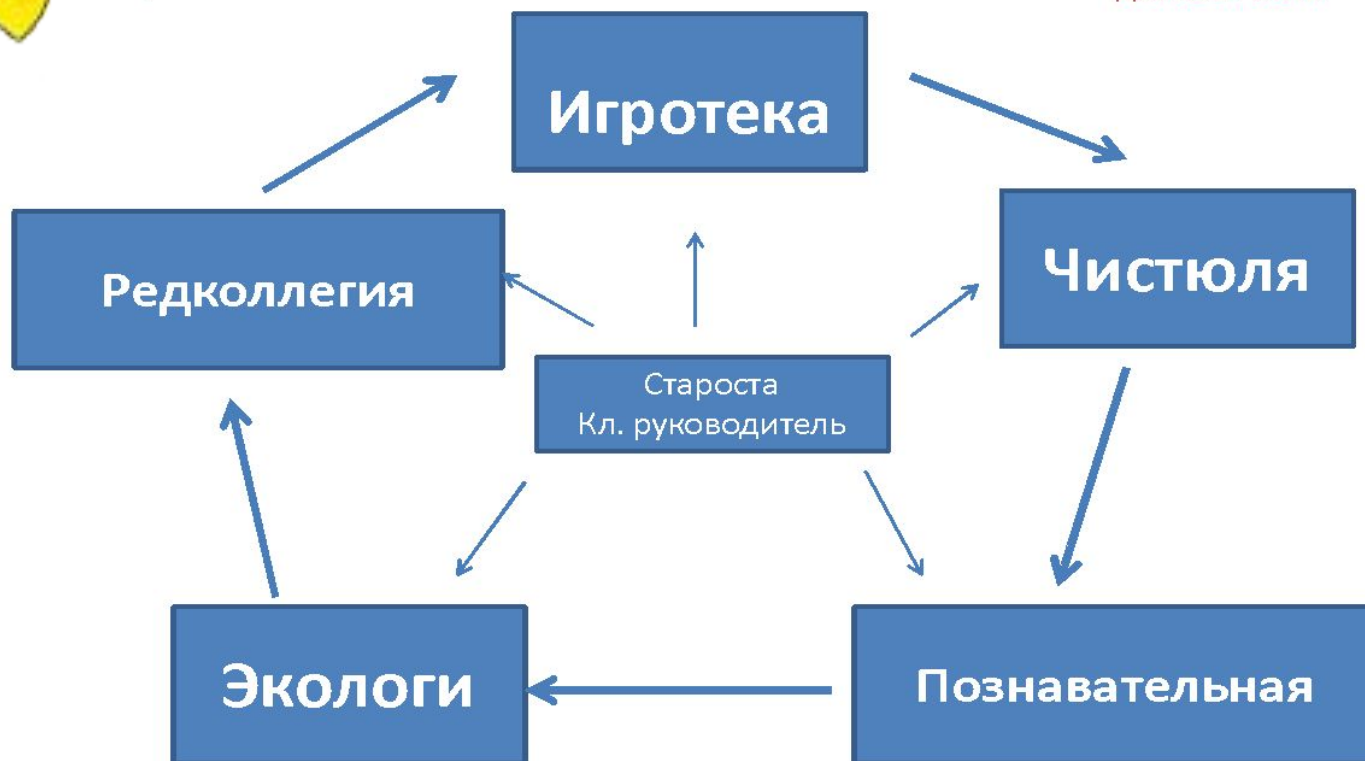 Игротека
Чистюля
Редколлегия
Староста
Кл. руководитель
Экологи
Познавательная